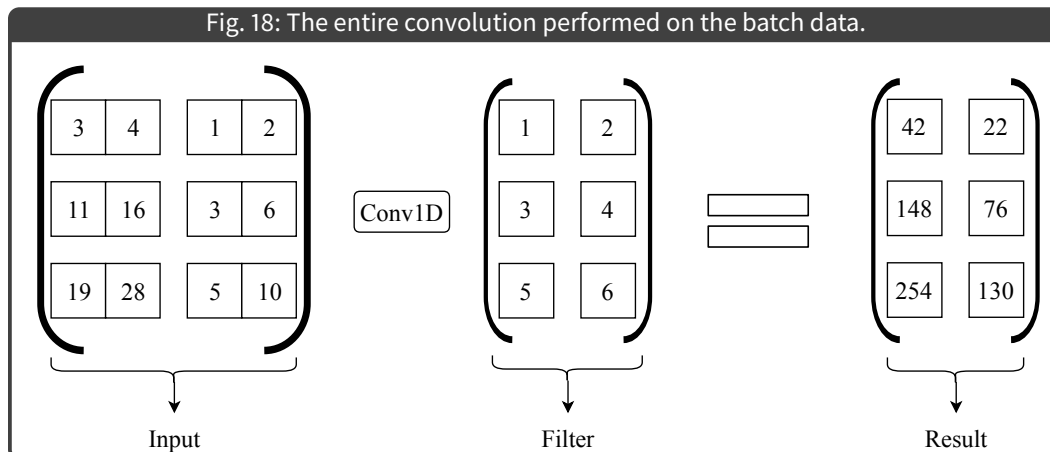 Fig. 18: The entire convolution performed on the batch data.
3 4 1 2 1 2 42 22
11 16 3 6 Conv1D 3 4 148 76
19 28 5 10 5 6 254 130
Input Filter Result